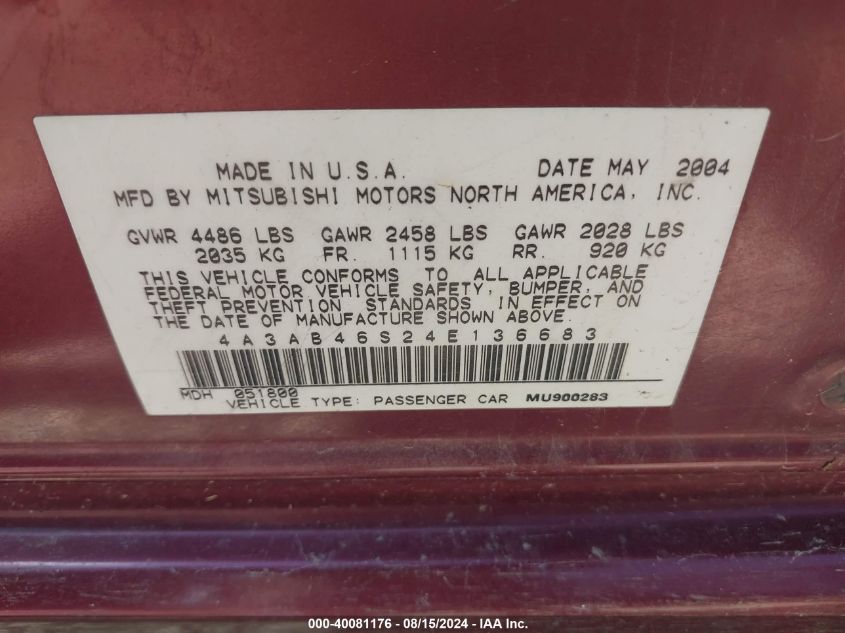 MADE IN U.S.A. DATE MAY 2004
MFD BY MITSUBISHI MOTORS NORTH AMERICA, INC.
GVWR 4486 LBS GAWR 2458 LBS GAWR 2028 LBS
2035 KG FR. 1115 KG RR. 920 KG
THIS VEHICLE CONFORMS TO ALL APPLICABLE
FEDERAL MOTOR VEHICLE SAFETY, BUMPER, AND
THEFT PREVENTION STANDARDS IN EFFECT ON
THE DATE OF MANUFACTURE SHOWN ABOVE.
4A3AB46S24E136683
MDH 051800
VEHICLE TYPE: PASSENGER CAR MU900283
000-40081176 - 08/15/2024 - IAA Inc.